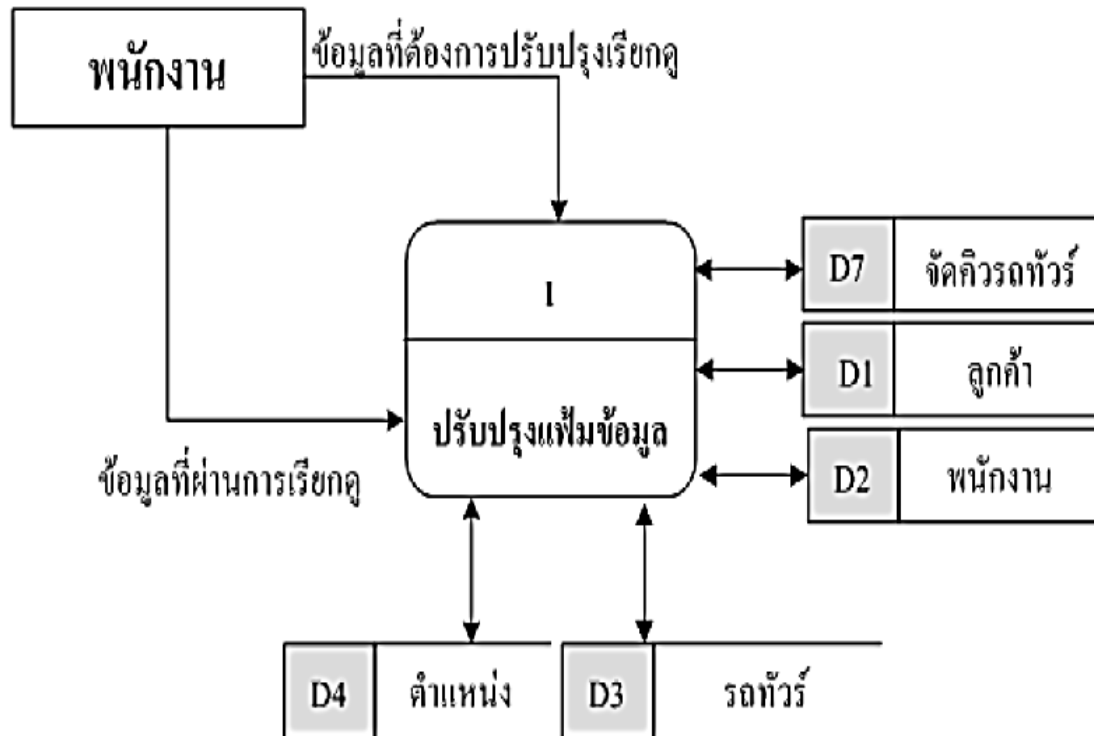 พนักงาน
ข้อมูลที่ต้องการปรับปรุงเรียกดู
1
ปรับปรุงแฟ้มข้อมูล
D7 จัดคิวรถทัวร์
D1 ลูกค้า
D2 พนักงาน
ข้อมูลที่ผ่านการเรียกดู
D4 ตำแหน่ง
D3 รถทัวร์